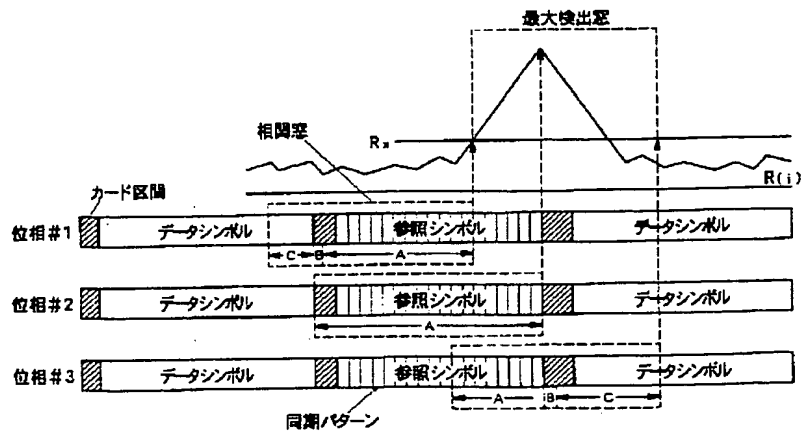 最大検出窓
相関窓
Rx
R(i)
カード区間
位相#1
データシンボル
参照シンボル
データシンボル
C B A
位相#2
データシンボル
参照シンボル
データシンボル
A
位相#3
データシンボル
参照シンボル
データシンボル
A B C
同期パターン